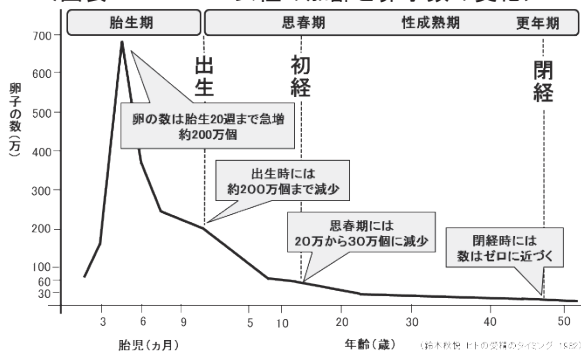 胎生期
思春期
性成熟期
更年期
700
600
500
400
300
200
100
60
30
卵子の数(万)
出生
初経
閉経
卵の数は胎生20週まで急増
約200万個
出生時には
約200万個まで減少
思春期には
20万から30万個に減少
閉経時には
数はゼロに近づく
3
6
9
5
10
20
30
40
50
胎児(ヵ月)
年齢(歳)